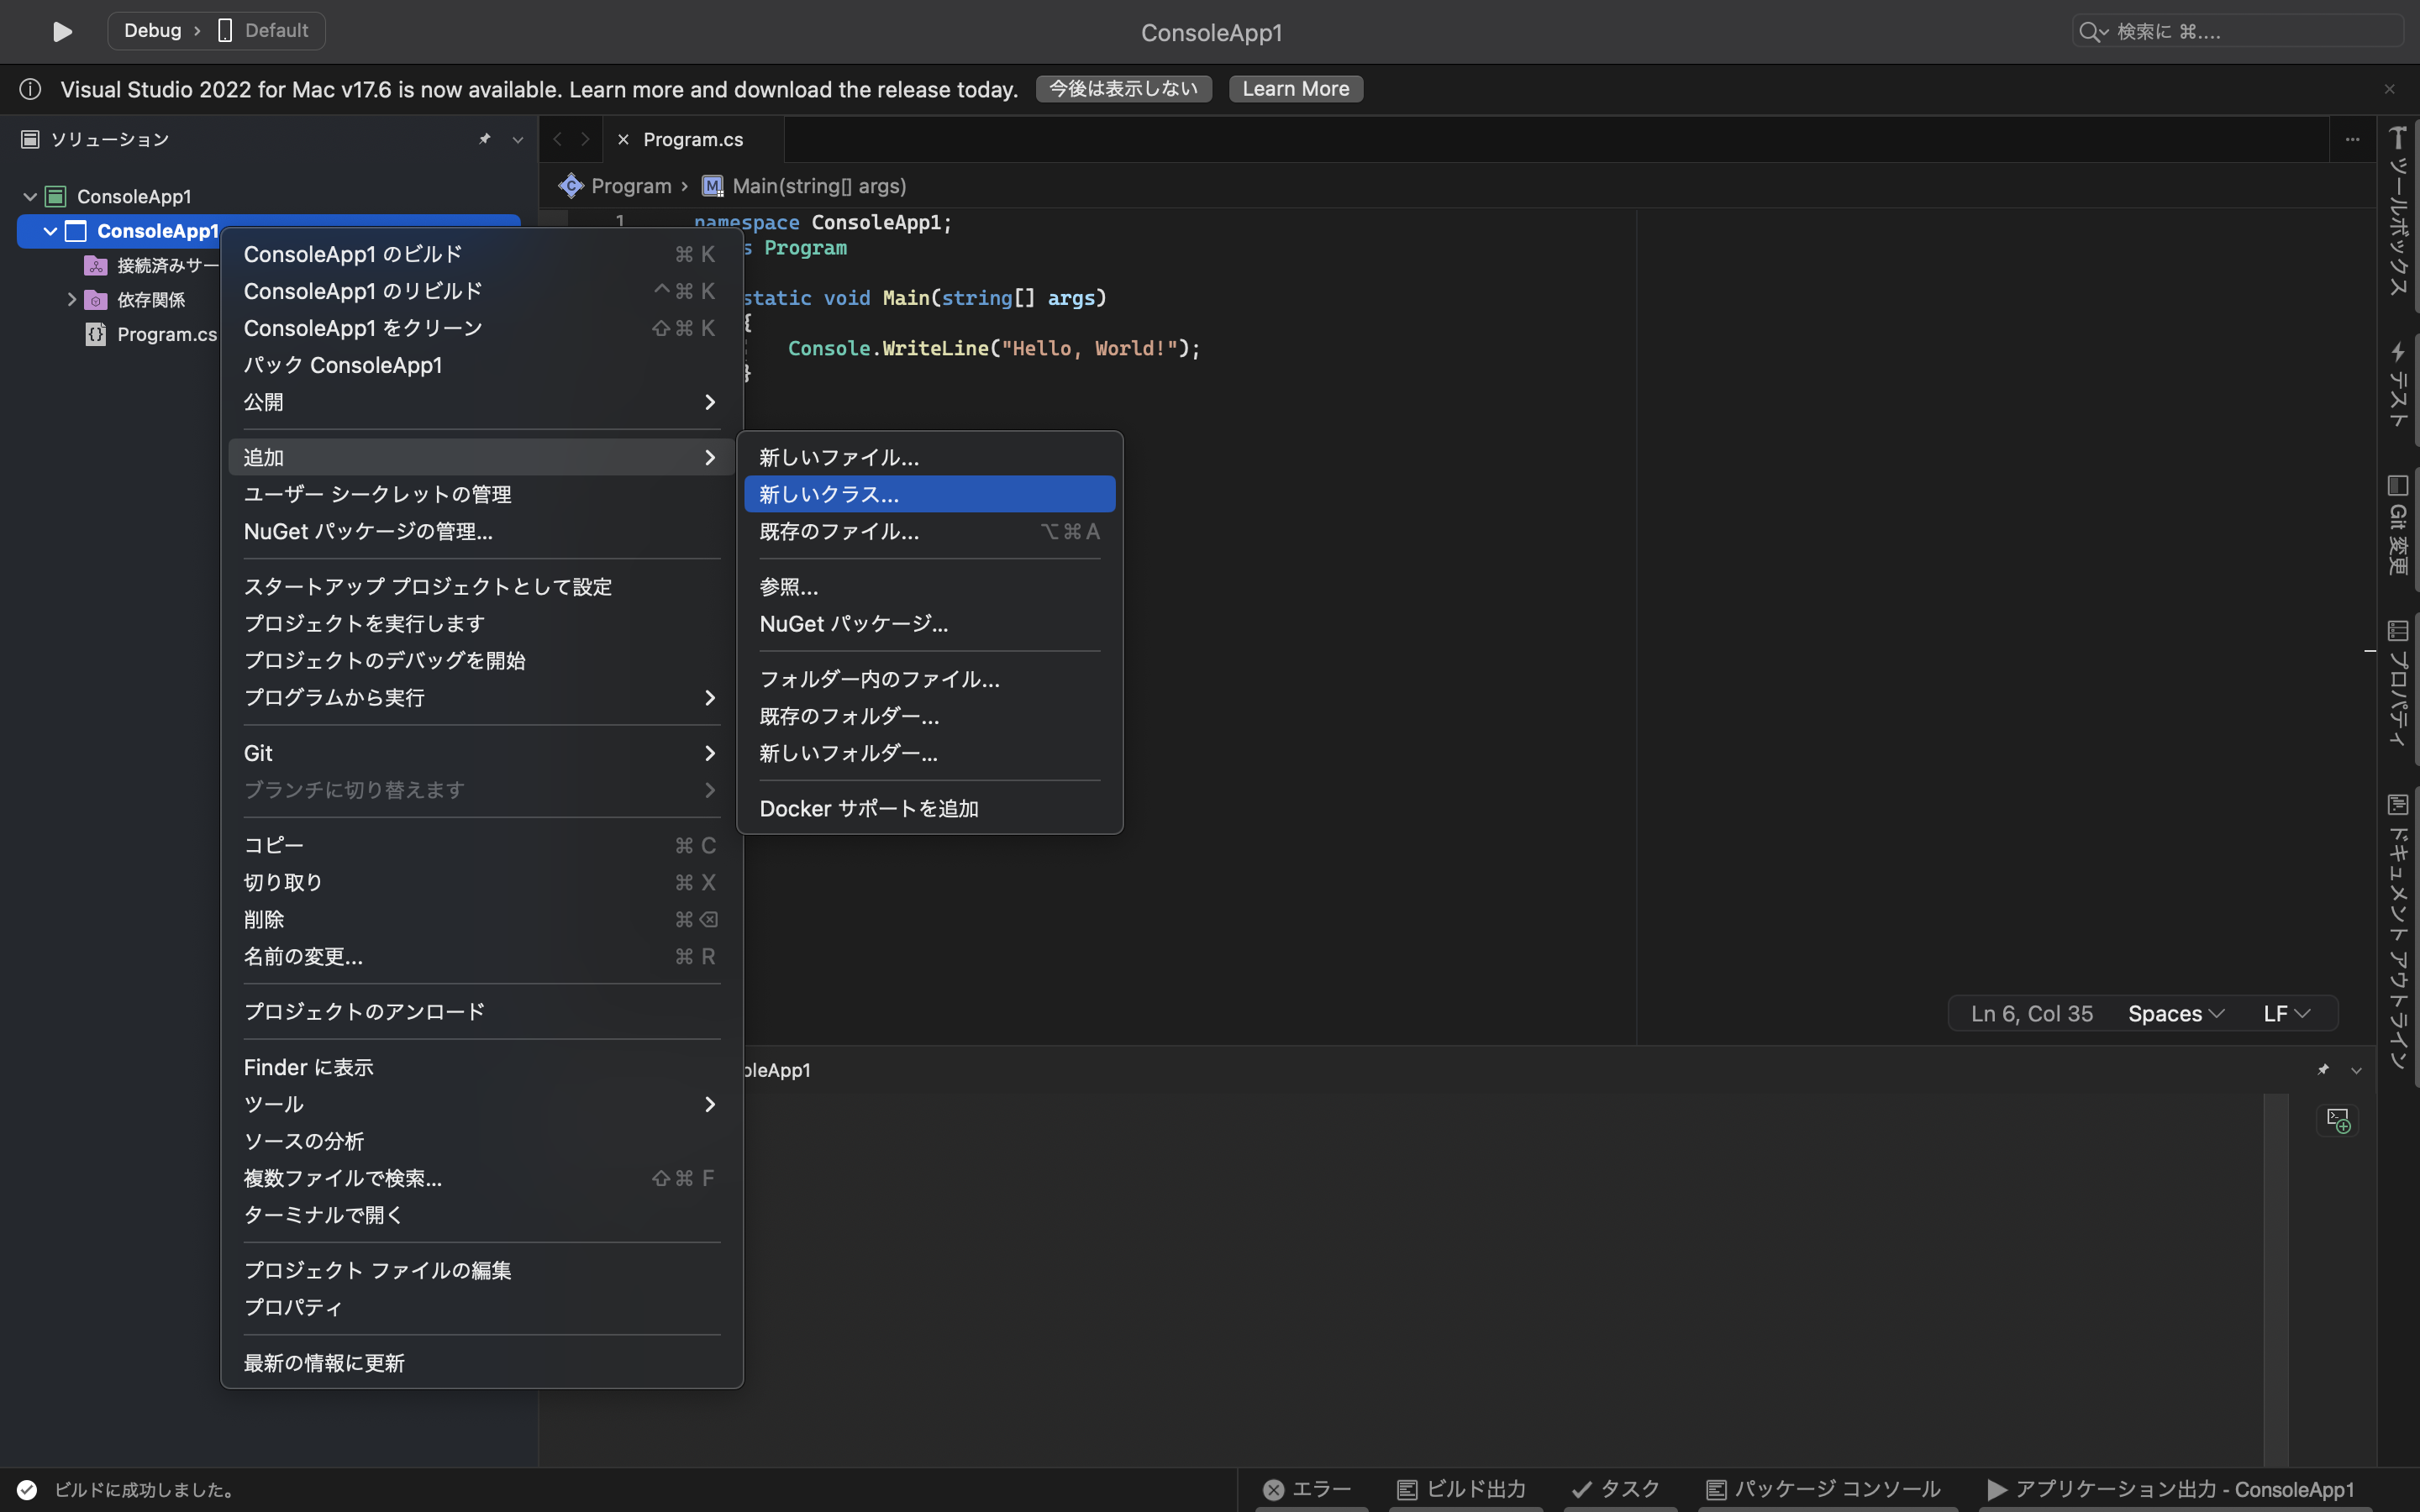 Debug › Default
ConsoleApp1
検索に ⌘....
Visual Studio 2022 for Mac v17.6 is now available. Learn more and download the release today.
今後は表示しない
Learn More
ソリューション
Program.cs
ConsoleApp1
ConsoleApp1
接続済みサー
依存関係
Program.cs
Program › Main(string[] args)
1 namespace ConsoleApp1;
s Program
static void Main(string[] args)
{
Console.WriteLine("Hello, World!");
}
ConsoleApp1 のビルド ⌘ K
ConsoleApp1 のリビルド ^⌘ K
ConsoleApp1 をクリーン ⇧⌘ K
パック ConsoleApp1
公開
追加
ユーザー シークレットの管理
NuGet パッケージの管理...
スタートアップ プロジェクトとして設定
プロジェクトを実行します
プロジェクトのデバッグを開始
プログラムから実行
Git
ブランチに切り替えます
コピー ⌘ C
切り取り ⌘ X
削除 ⌘⌫
名前の変更... ⌘ R
プロジェクトのアンロード
Finder に表示
ツール
ソースの分析
複数ファイルで検索... ⇧⌘ F
ターミナルで開く
プロジェクト ファイルの編集
プロパティ
最新の情報に更新
新しいファイル...
新しいクラス...
既存のファイル... ⌥⌘A
参照...
NuGet パッケージ...
フォルダー内のファイル...
既存のフォルダー...
新しいフォルダー...
Docker サポートを追加
Ln 6, Col 35 Spaces LF
oleApp1
ツールボックス
テスト
Git 変更
プロパティ
ドキュメント アウトライン
ビルドに成功しました。
エラー
ビルド出力
タスク
パッケージ コンソール
アプリケーション出力 - ConsoleApp1